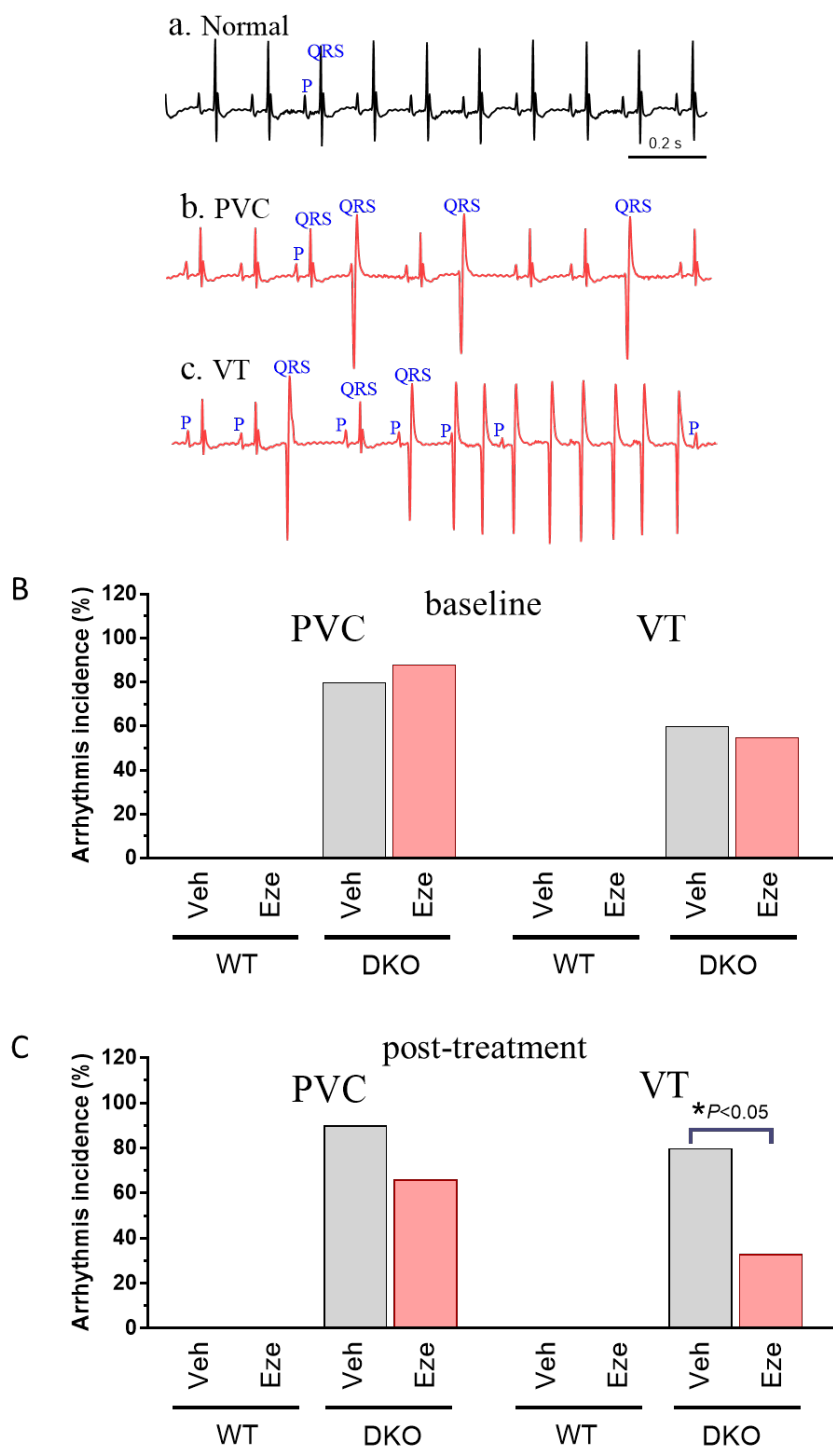 a. Normal
QRS
P
0.2 s
b. PVC
QRS QRS QRS QRS
P
c. VT
QRS QRS QRS
P P P P P P P
B
Arrhythmis incidence (%)
120
100
80
60
40
20
0
baseline
PVC VT
Veh Eze Veh Eze Veh Eze Veh Eze
WT DKO WT DKO
C
Arrhythmis incidence (%)
120
100
80
60
40
20
0
post-treatment
PVC VT
*P<0.05
Veh Eze Veh Eze Veh Eze Veh Eze
WT DKO WT DKO